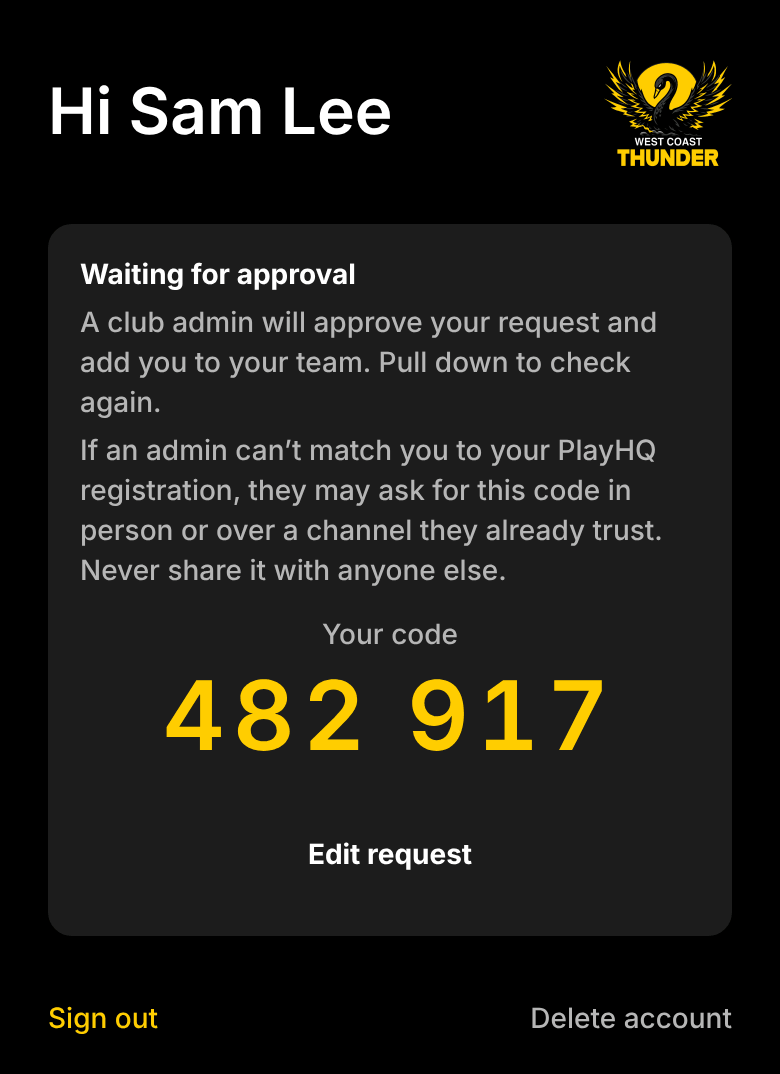 Hi Sam Lee
WEST COAST
THUNDER
Waiting for approval
A club admin will approve your request and
add you to your team. Pull down to check
again.
If an admin can’t match you to your PlayHQ
registration, they may ask for this code in
person or over a channel they already trust.
Never share it with anyone else.
Your code
482 917
Edit request
Sign out
Delete account